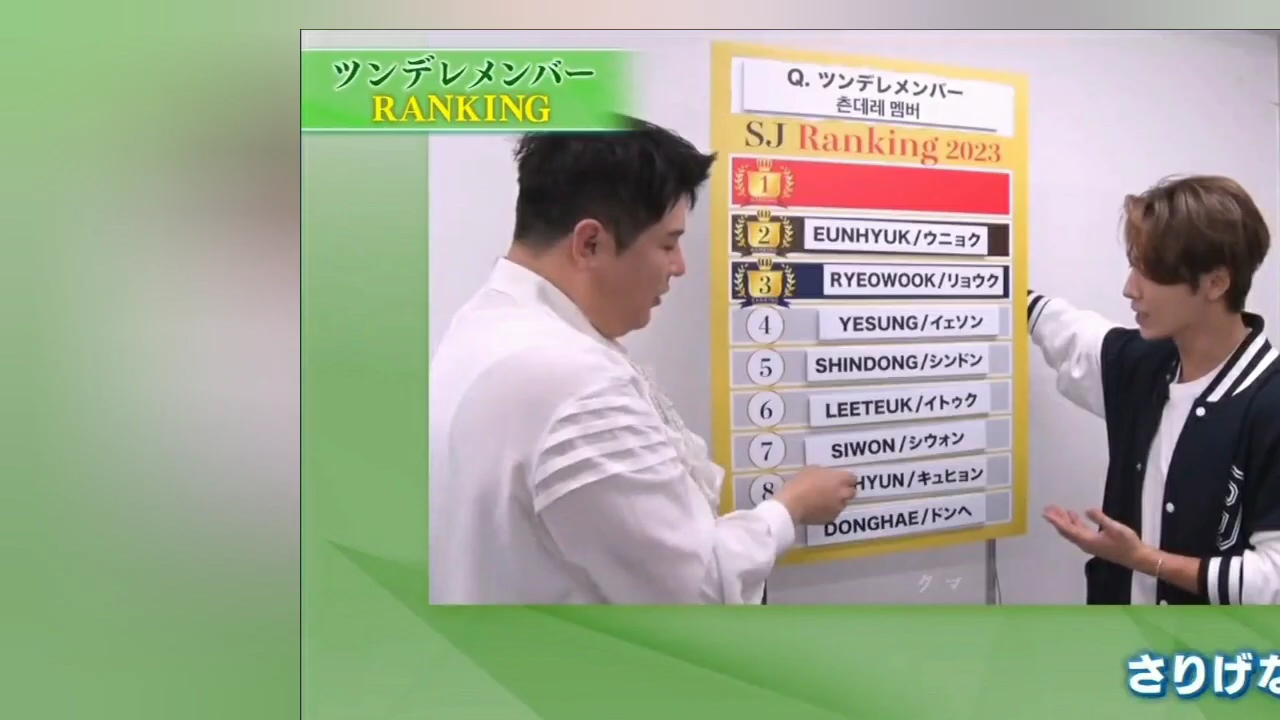 ツンデレメンバー
RANKING
Q. ツンデレメンバー
츤데레 멤버
SJ Ranking 2023
1
2 EUNHYUK/ウニョク
3 RYEOWOOK/リョウク
4 YESUNG/イェソン
5 SHINDONG/シンドン
6 LEETEUK/イトゥク
7 SIWON/シウォン
8 HYUN/キュヒョン
DONGHAE/ドンヘ
クマ
さりげな